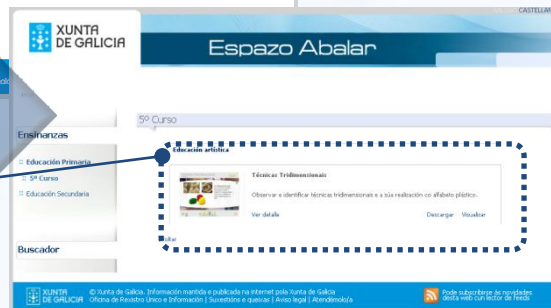 CASTELLAN
XUNTA
DE GALICIA
Espazo Abalar
5º Curso
Ensinanzas
Educación Primaria
5º Curso
Educación Secundaria
Buscador
Educación artística
Técnicas Tridimensionais
Observar e identificar técnicas tridimensionais e a súa realización co alfabeto plástico.
Ver detalle
Descargar Visualizar
XUNTA
DE GALICIA
© Xunta de Galicia. Información mantida e publicada na internet pola Xunta de Galicia
Oficina de Rexistro Único e Información | Suxestións e queixas | Aviso legal | Atendémolo/a
Pode subscribirse ás novidades
desta web cun lector de feeds